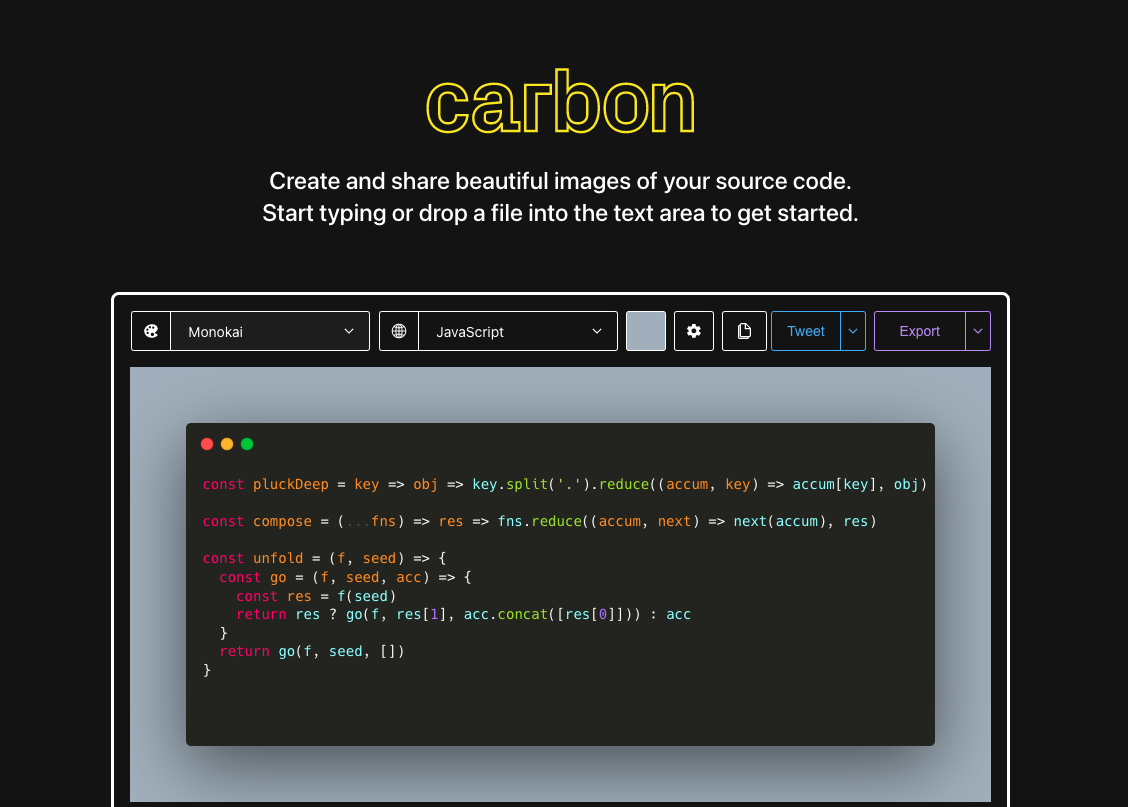 carbon
Create and share beautiful images of your source code.
Start typing or drop a file into the text area to get started.
Monokai JavaScript Tweet Export
const pluckDeep = key => obj => key.split('.').reduce((accum, key) => accum[key], obj)
const compose = (...fns) => res => fns.reduce((accum, next) => next(accum), res)
const unfold = (f, seed) => {
  const go = (f, seed, acc) => {
    const res = f(seed)
    return res ? go(f, res[1], acc.concat([res[0]])) : acc
  }
  return go(f, seed, [])
}